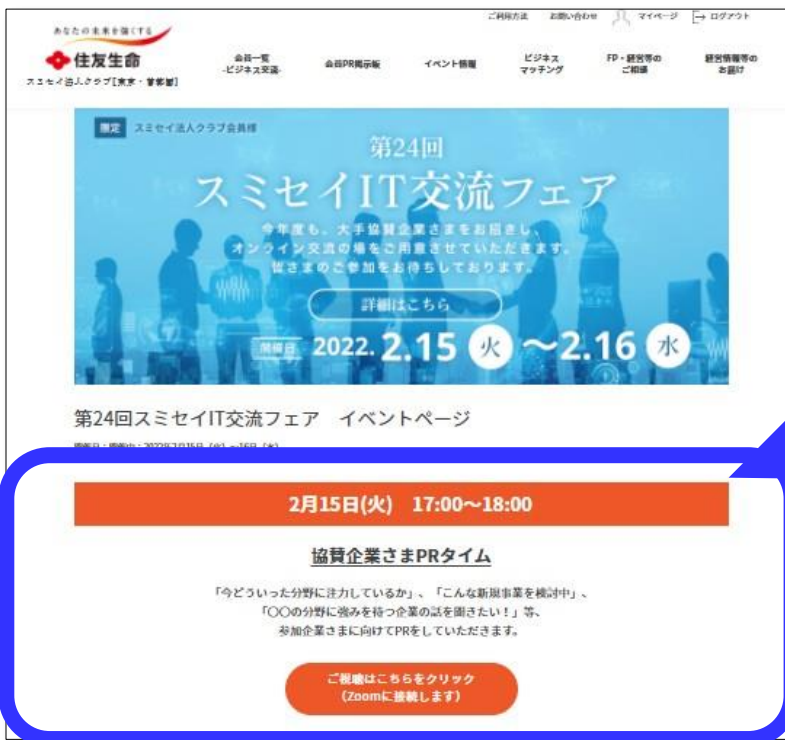 ご利用方法　お問い合わせ　マイページ　ログアウト
あなたの未来を強くする
住友生命
スミセイ法人クラブ[東京・首都圏]
会員一覧
-ビジネス交流-
会員PR掲示板
イベント情報
ビジネス
マッチング
FD・経営等の
ご相談
経営情報等の
お届け
限定　スミセイ法人クラブ会員様
第24回
スミセイIT交流フェア
今年度も、大手協賛企業さまをお招きし、
オンライン交流の場をご用意させていただきます。
皆さまのご参加をお待ちしております。
詳細はこちら
開催日 2022. 2.15 火 ～2.16 水
第24回スミセイIT交流フェア　イベントページ
2月15日(火)　17:00～18:00
協賛企業さまPRタイム
「今どういった分野に注力しているか」、「こんな新規事業を検討中」、
「〇〇の分野に強みを待つ企業の話を聞きたい！」等、
参加企業さまに向けてPRをしていただきます。
ご視聴はこちらをクリック
（Zoomに接続します）